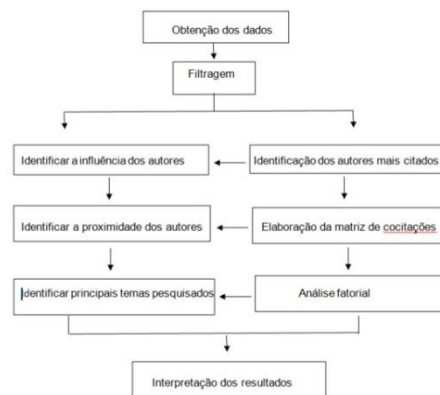 Obtenção dos dados
Filtragem
Identificar a influência dos autores
Identificação dos autores mais citados
Identificar a proximidade dos autores
Elaboração da matriz de cocitações
Identificar principais temas pesquisados
Análise fatorial
Interpretação dos resultados